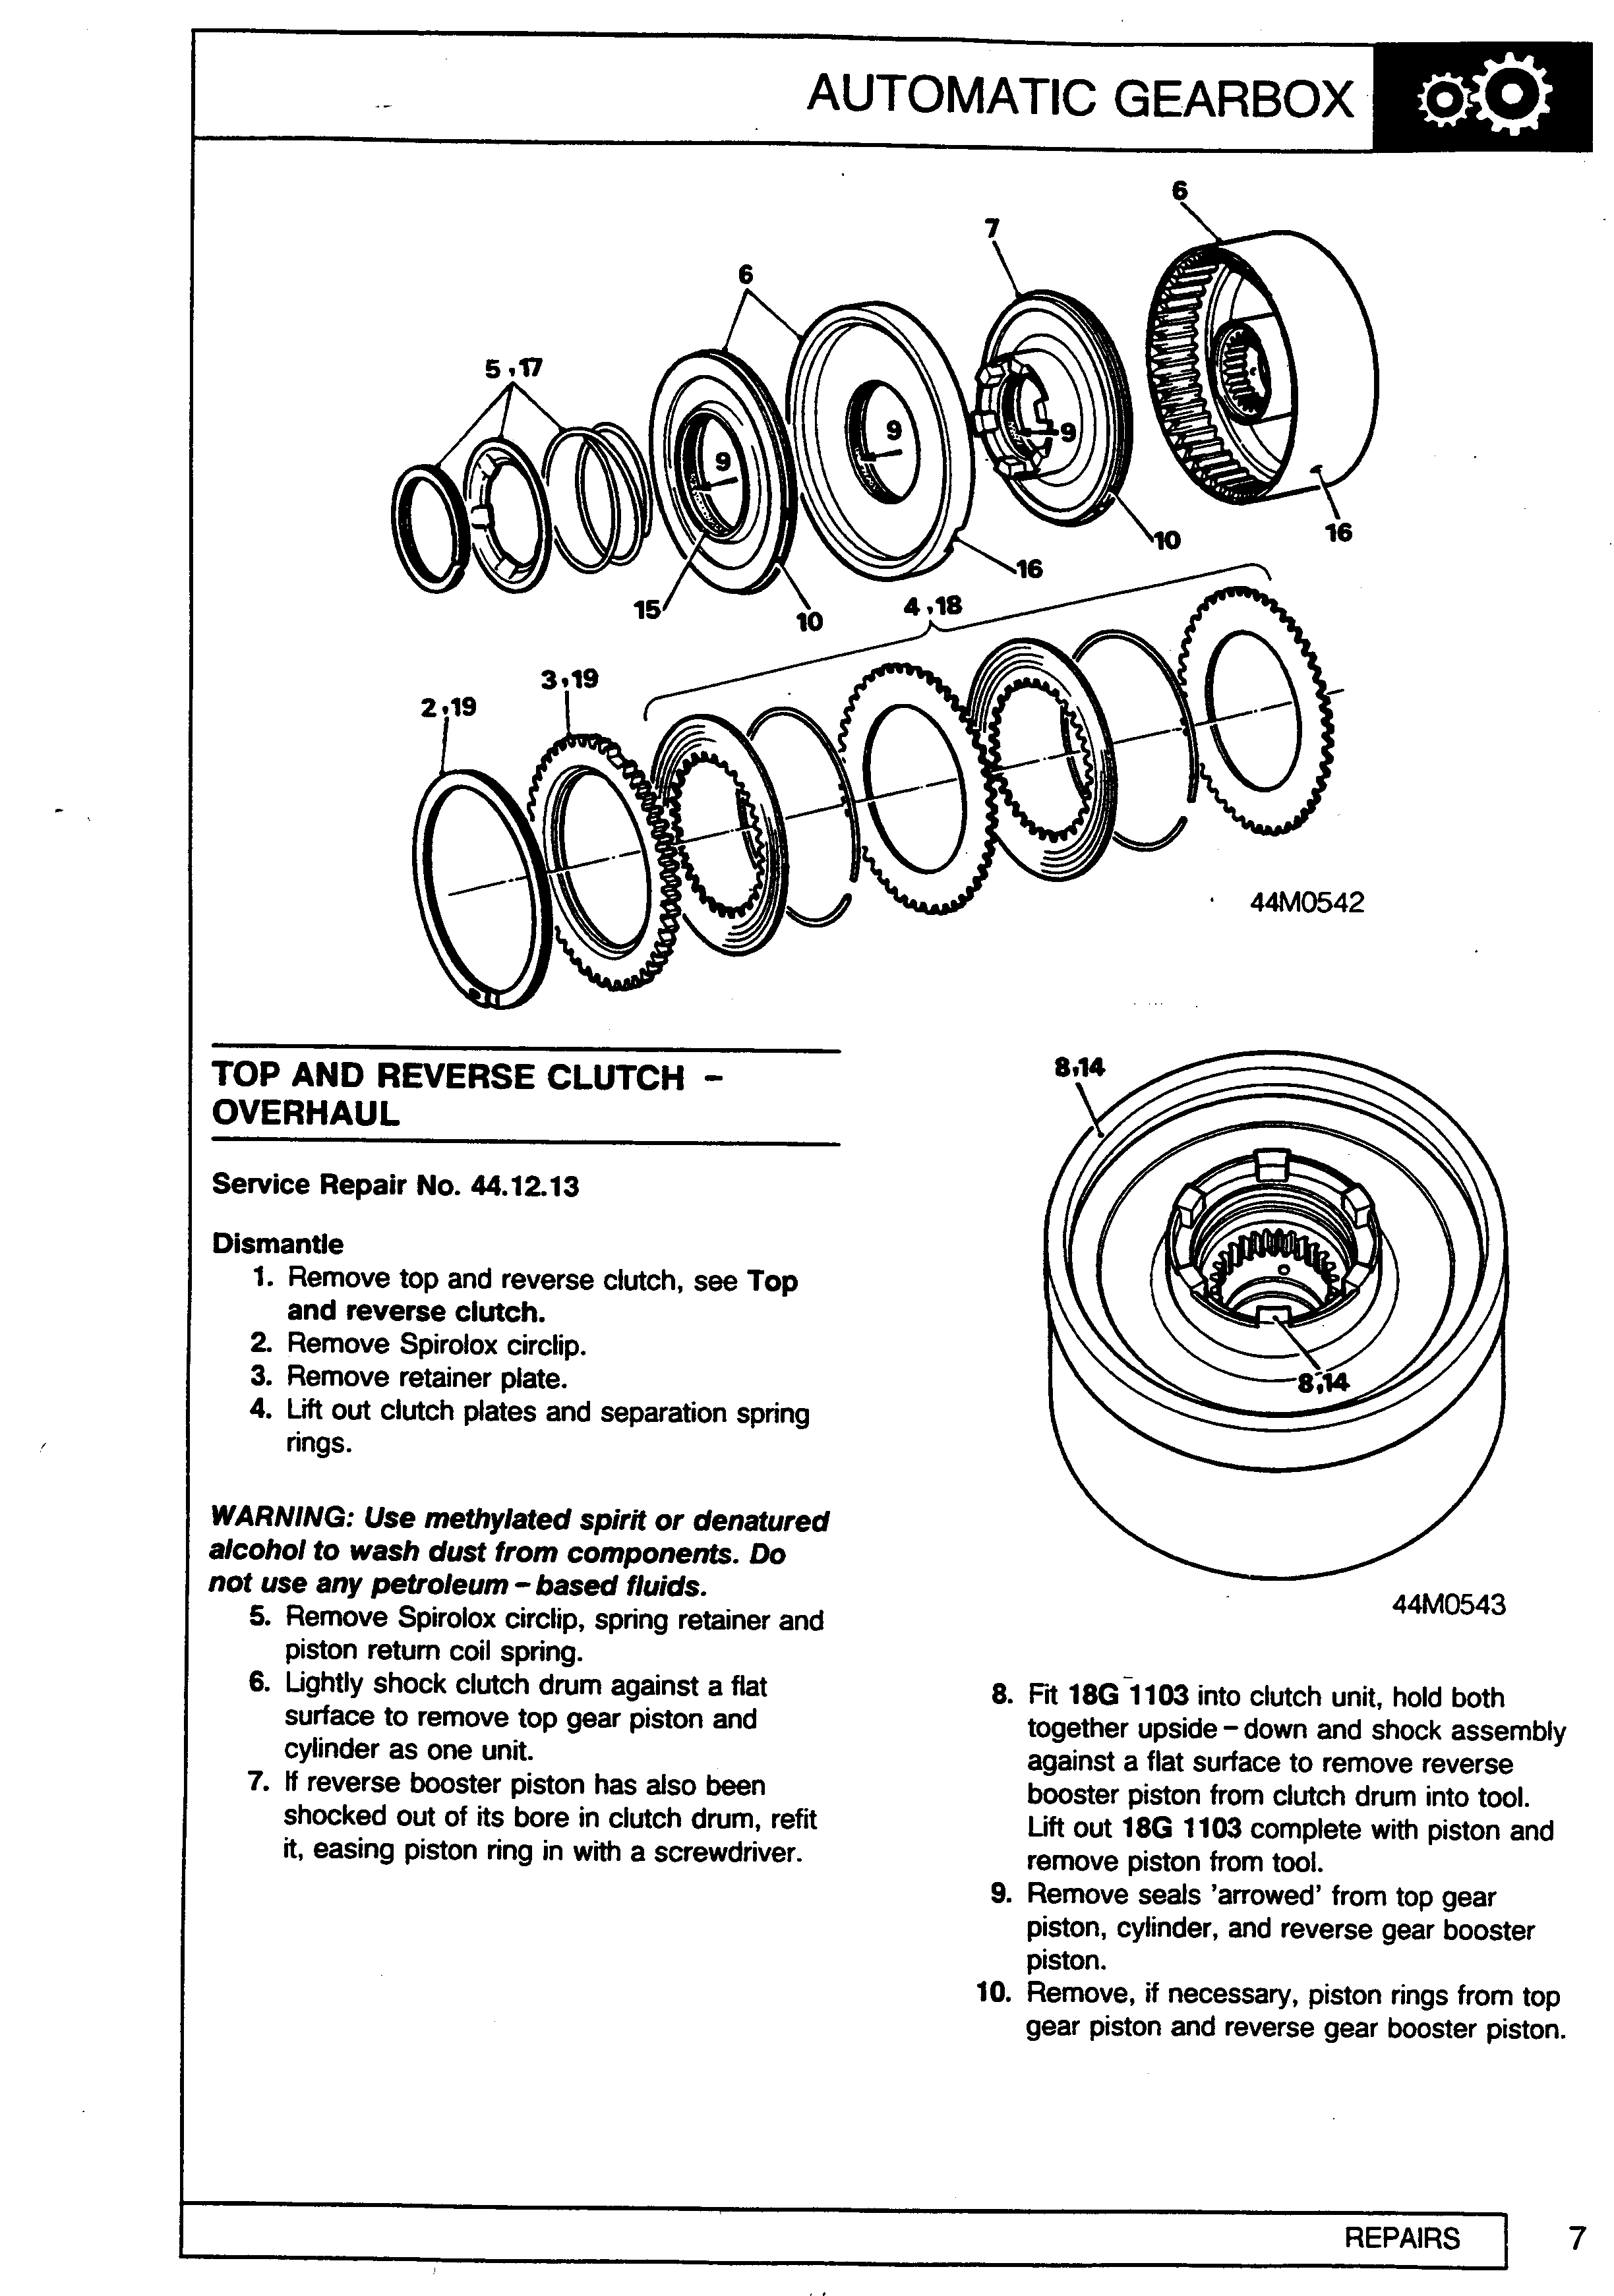 AUTOMATIC GEARBOX
6
7
6
5,17
9
9
9
10
16
16
15
10
4,18
3,19
2,19
44M0542
TOP AND REVERSE CLUTCH -
OVERHAUL
Service Repair No. 44.12.13
Dismantle
1. Remove top and reverse clutch, see Top
and reverse clutch.
2. Remove Spirolox circlip.
3. Remove retainer plate.
4. Lift out clutch plates and separation spring
rings.
WARNING: Use methylated spirit or denatured
alcohol to wash dust from components. Do
not use any petroleum-based fluids.
5. Remove Spirolox circlip, spring retainer and
piston return coil spring.
6. Lightly shock clutch drum against a flat
surface to remove top gear piston and
cylinder as one unit.
7. If reverse booster piston has also been
shocked out of its bore in clutch drum, refit
it, easing piston ring in with a screwdriver.
8,14
8,14
44M0543
8. Fit 18G 1103 into clutch unit, hold both
together upside-down and shock assembly
against a flat surface to remove reverse
booster piston from clutch drum into tool.
Lift out 18G 1103 complete with piston and
remove piston from tool.
9. Remove seals 'arrowed' from top gear
piston, cylinder, and reverse gear booster
piston.
10. Remove, if necessary, piston rings from top
gear piston and reverse gear booster piston.
REPAIRS
7